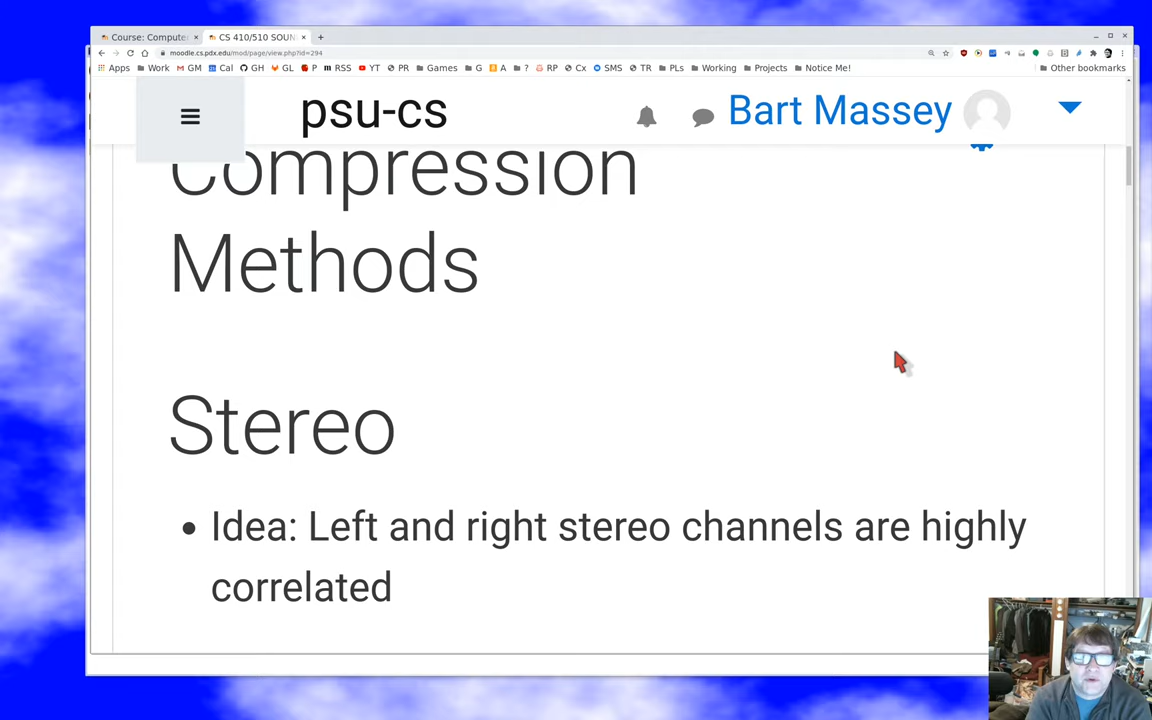 Course: Compute
CS 410/510 SOUN
moodle.cs.pdx.edu/mod/page/view.php?id=294
Apps Work GM Cal GH GL P RSS YT PR Games G A ? RP Cx SMS TR PLs Working Projects Notice Me! Other bookmarks
psu-cs Bart Massey
Compression
Methods
Stereo
• Idea: Left and right stereo channels are highly
correlated